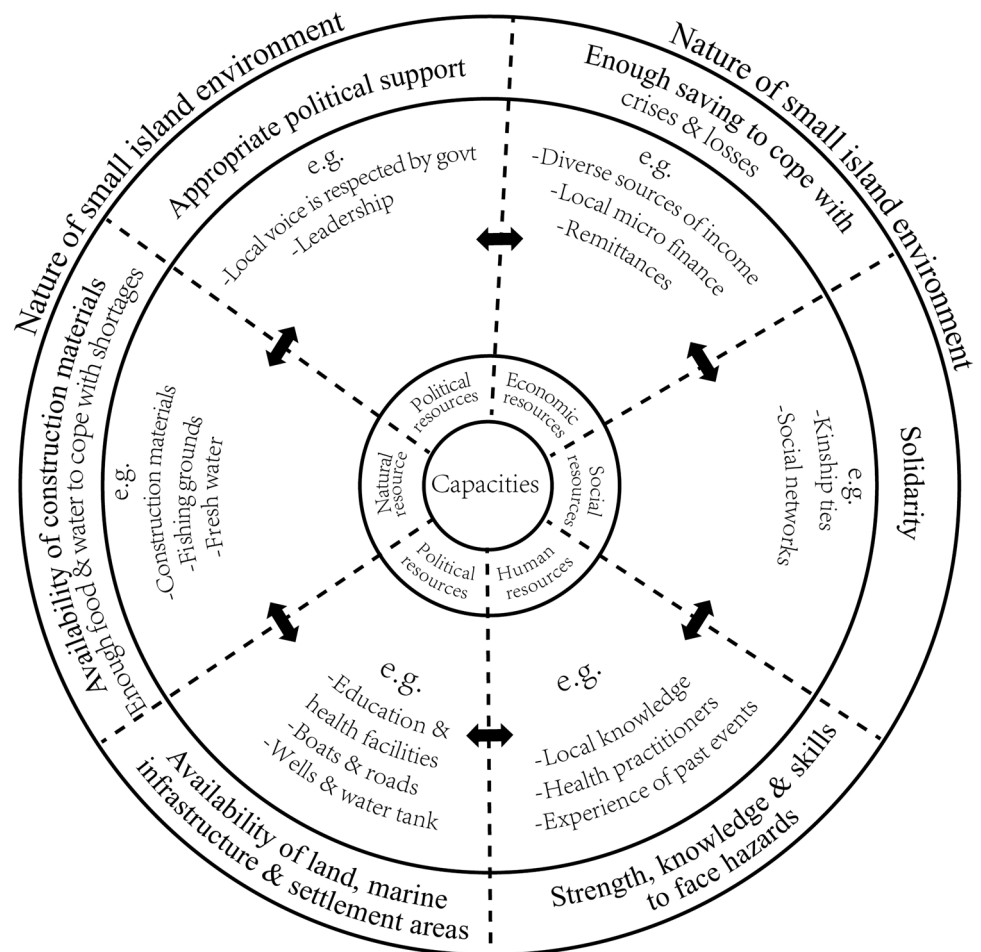 Nature of small island environment
Nature of small island environment
Appropriate political support
e.g.
-Local voice is respected by govt
-Leadership
Enough saving to cope with
crises & losses
e.g.
-Diverse sources of income
-Local micro finance
-Remittances
Solidarity
e.g.
-Kinship ties
-Social networks
Strength, knowledge & skills
to face hazards
e.g.
-Local knowledge
-Health practitioners
-Experience of past events
Availability of land, marine
infrastructure & settlement areas
e.g.
-Education &
health facilities
-Boats & roads
-Wells & water tank
Availability of construction materials
Enough food & water to cope with shortages
e.g.
-Construction materials
-Fishing grounds
-Fresh water
Political
resources
Economic
resources
Social
resources
Human
resources
Political
resources
Natural
resource
Capacities